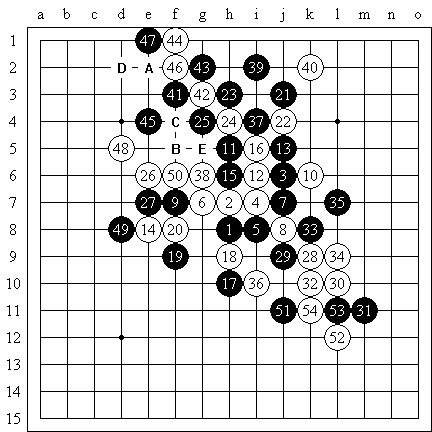 a b c d e f g h i j k l m n o
1 47 44
2 D A 46 43 39 40
3 41 42 23 21
4 45 C 25 24 37 22
5 48 B E 11 16 13
6 26 50 38 15 12 3 10
7 27 9 6 2 4 7 35
8 49 14 20 1 5 8 33
9 19 18 29 28 34
10 17 36 32 30
11 51 54 53 31
12 52
13
14
15